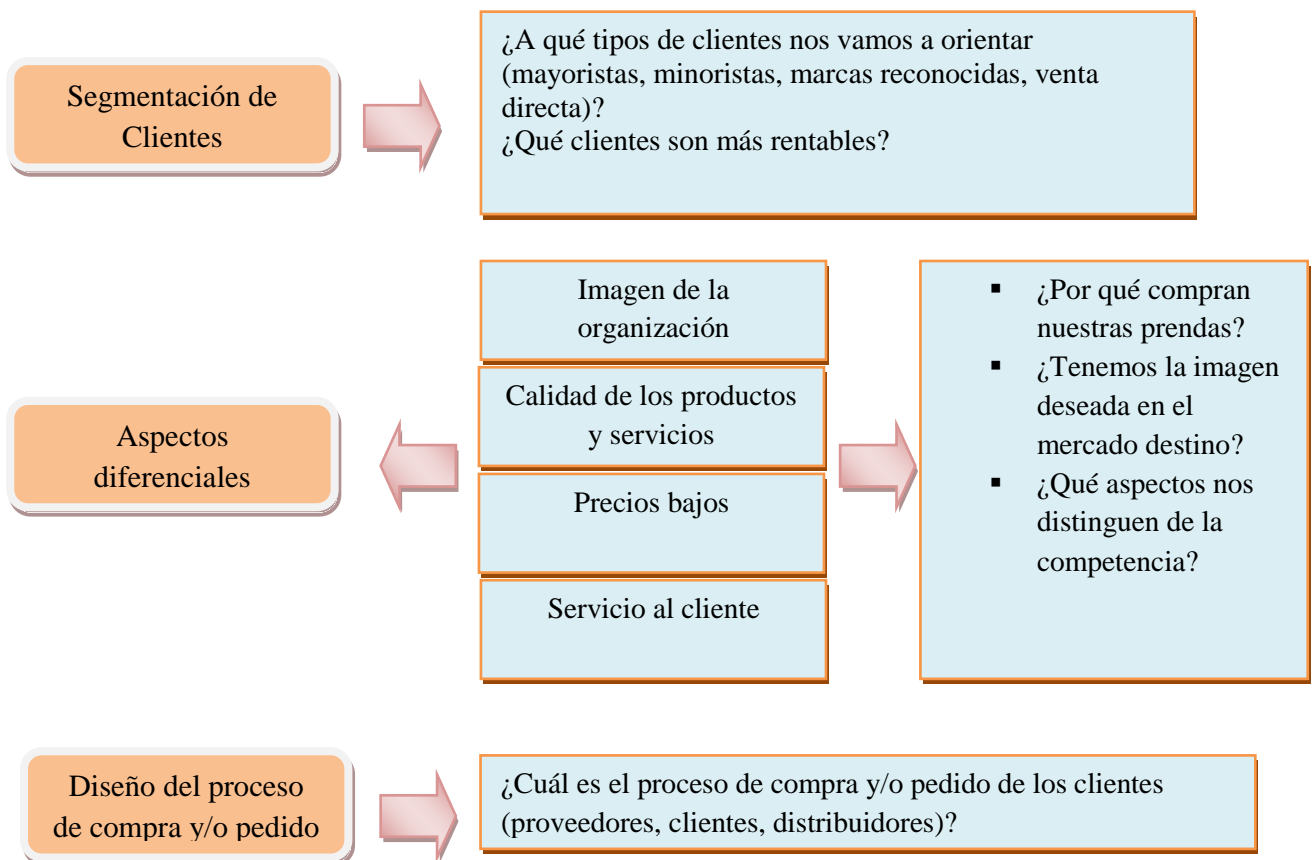 Segmentación de
Clientes
¿A qué tipos de clientes nos vamos a orientar
(mayoristas, minoristas, marcas reconocidas, venta
directa)?
¿Qué clientes son más rentables?
Aspectos
diferenciales
Imagen de la
organización
Calidad de los productos
y servicios
Precios bajos
Servicio al cliente
▪ ¿Por qué compran
nuestras prendas?
▪ ¿Tenemos la imagen
deseada en el
mercado destino?
▪ ¿Qué aspectos nos
distinguen de la
competencia?
Diseño del proceso
de compra y/o pedido
¿Cuál es el proceso de compra y/o pedido de los clientes
(proveedores, clientes, distribuidores)?